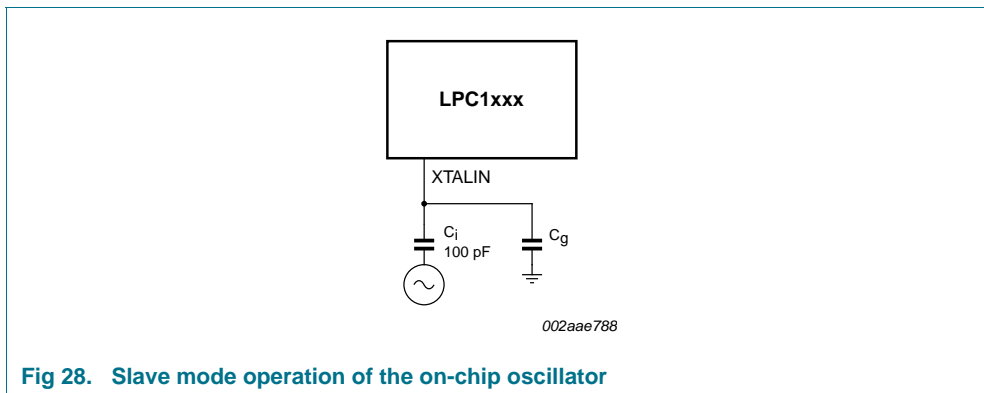 LPC1xxx
XTALIN
Ci
100 pF
Cg
002aae788
Fig 28. Slave mode operation of the on-chip oscillator